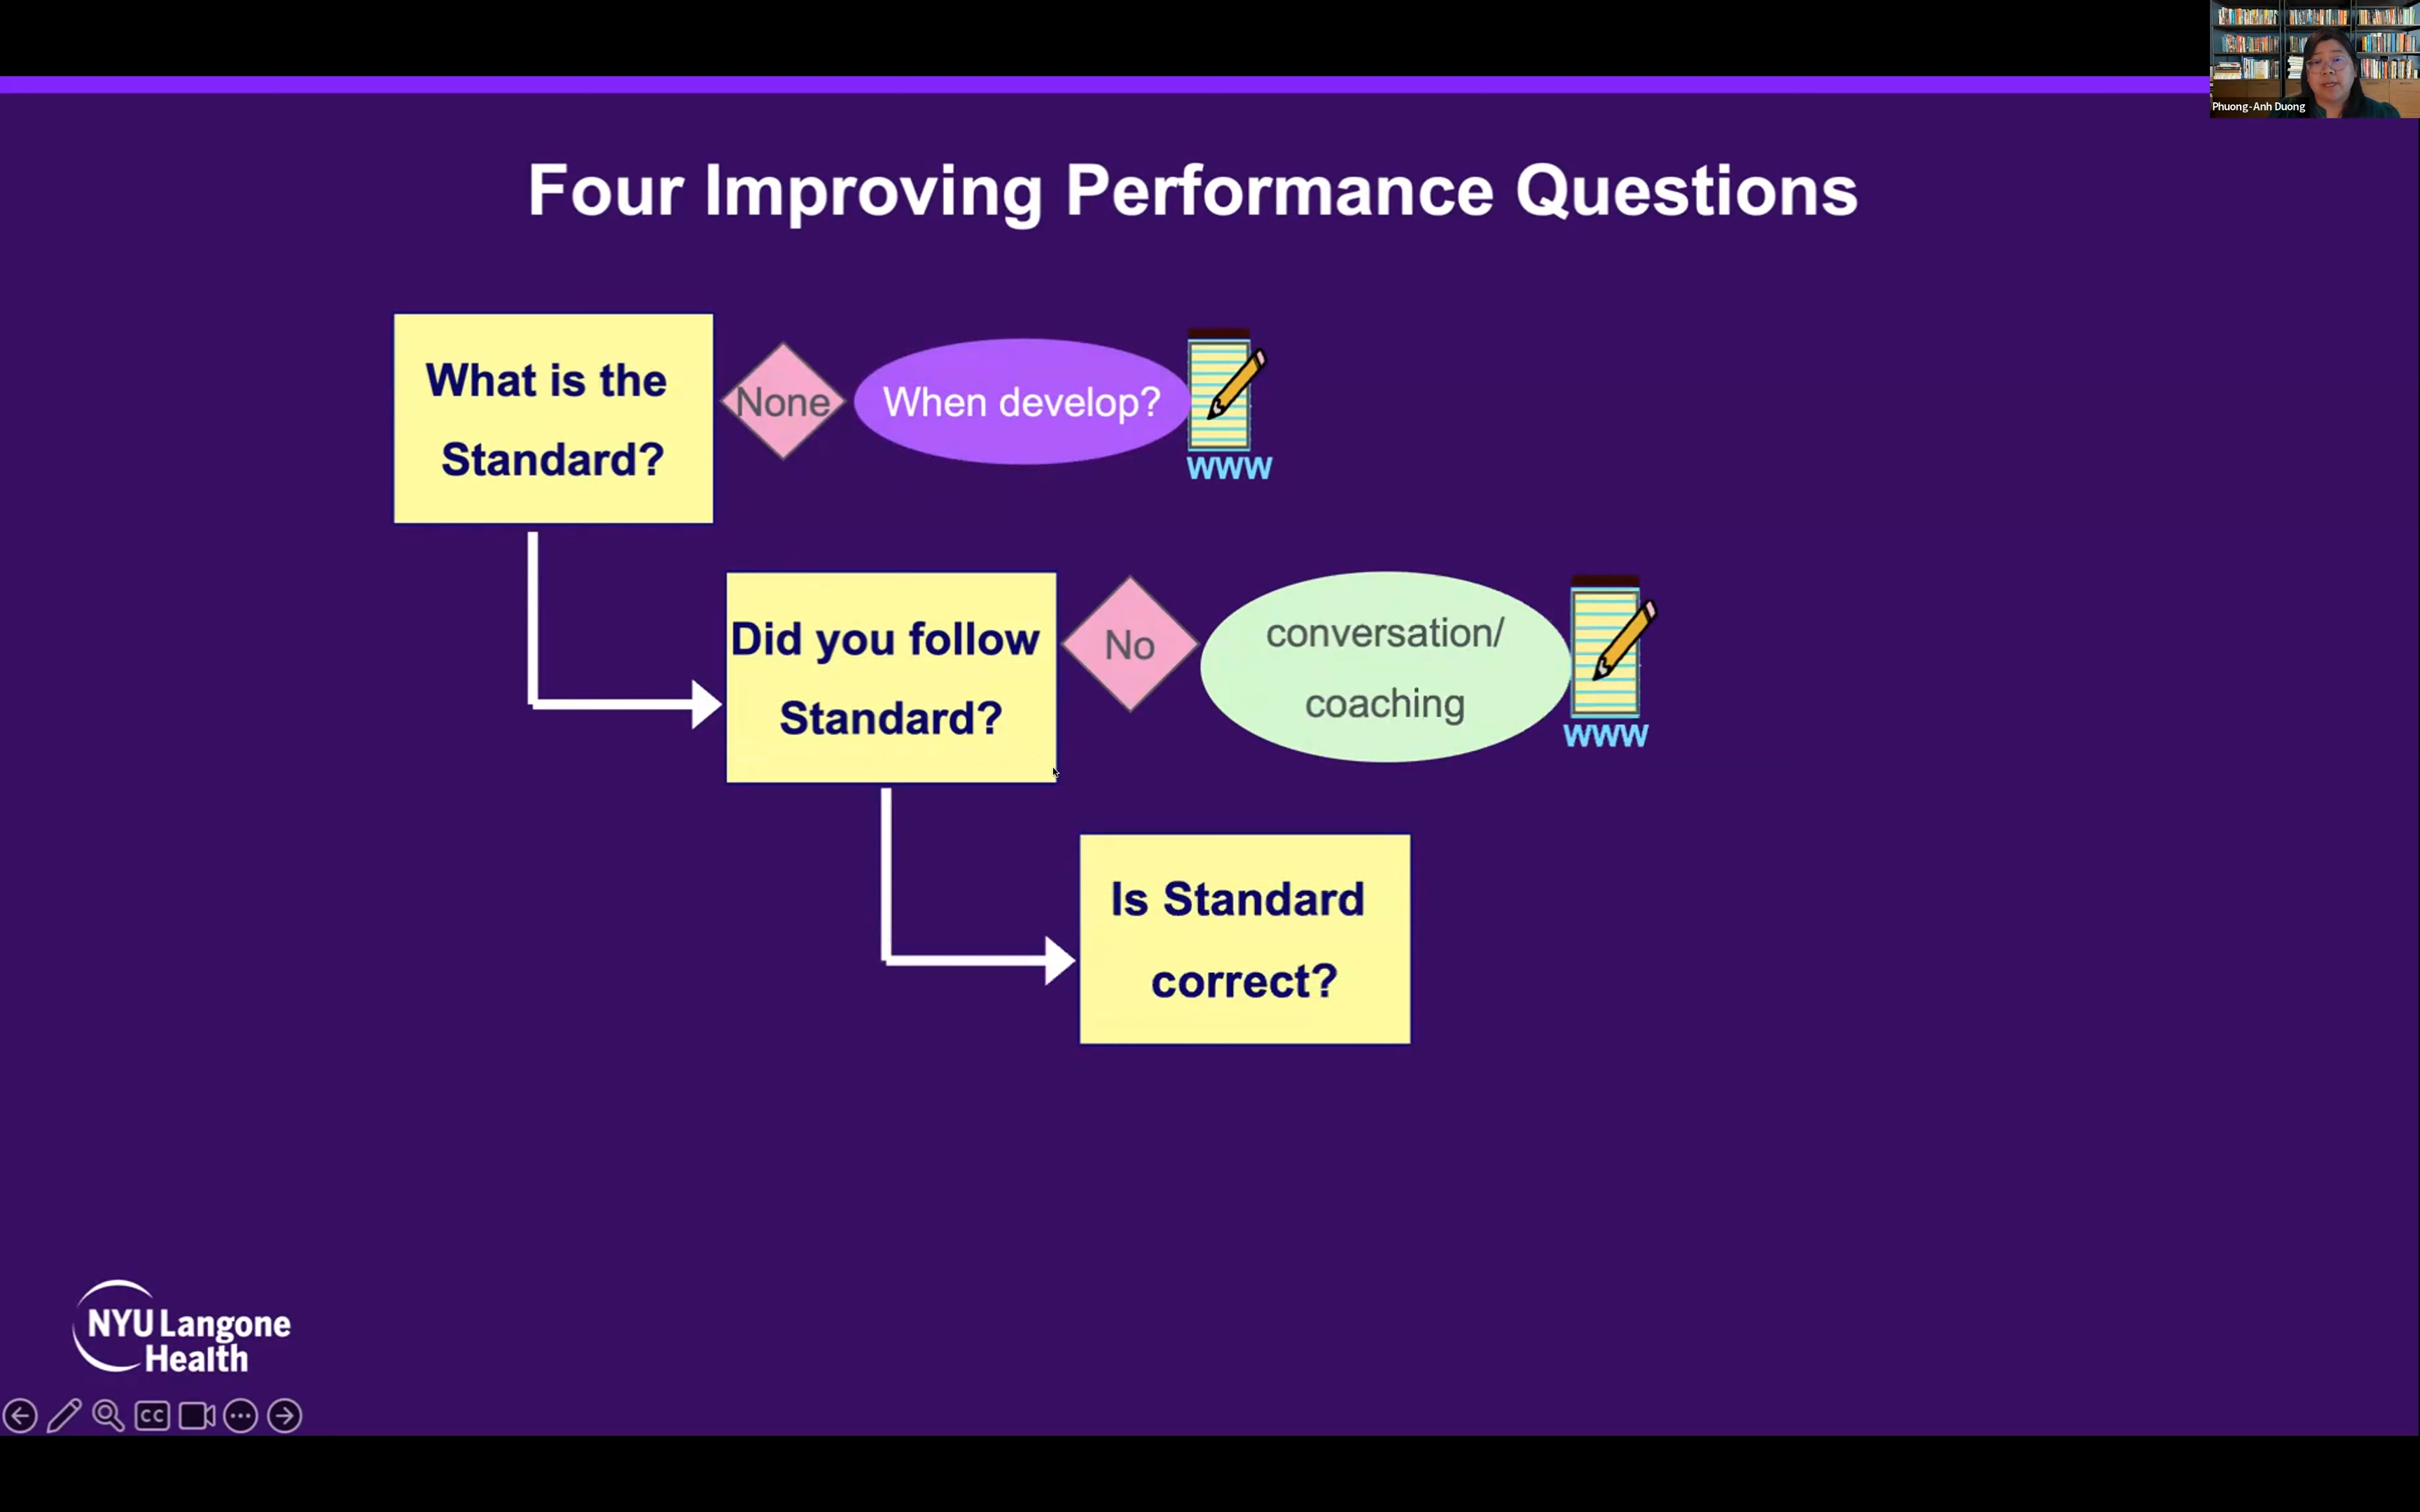 Phuong-Anh Duong
Four Improving Performance Questions
What is the
Standard?
None
When develop?
WWW
Did you follow
Standard?
No
conversation/
coaching
WWW
Is Standard
correct?
NYU Langone
Health
CC